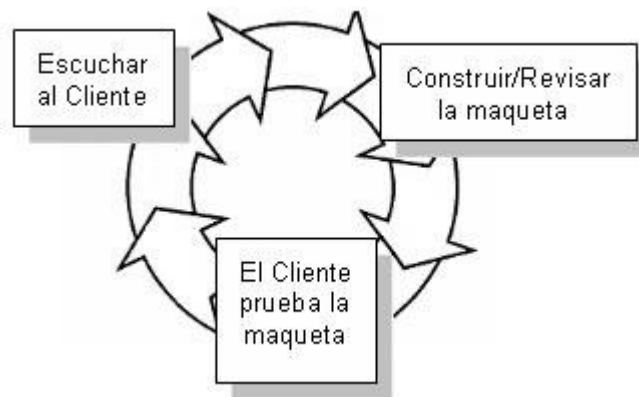 Escuchar
al Cliente
Construir/Revisar
la maqueta
El Cliente
prueba la
maqueta